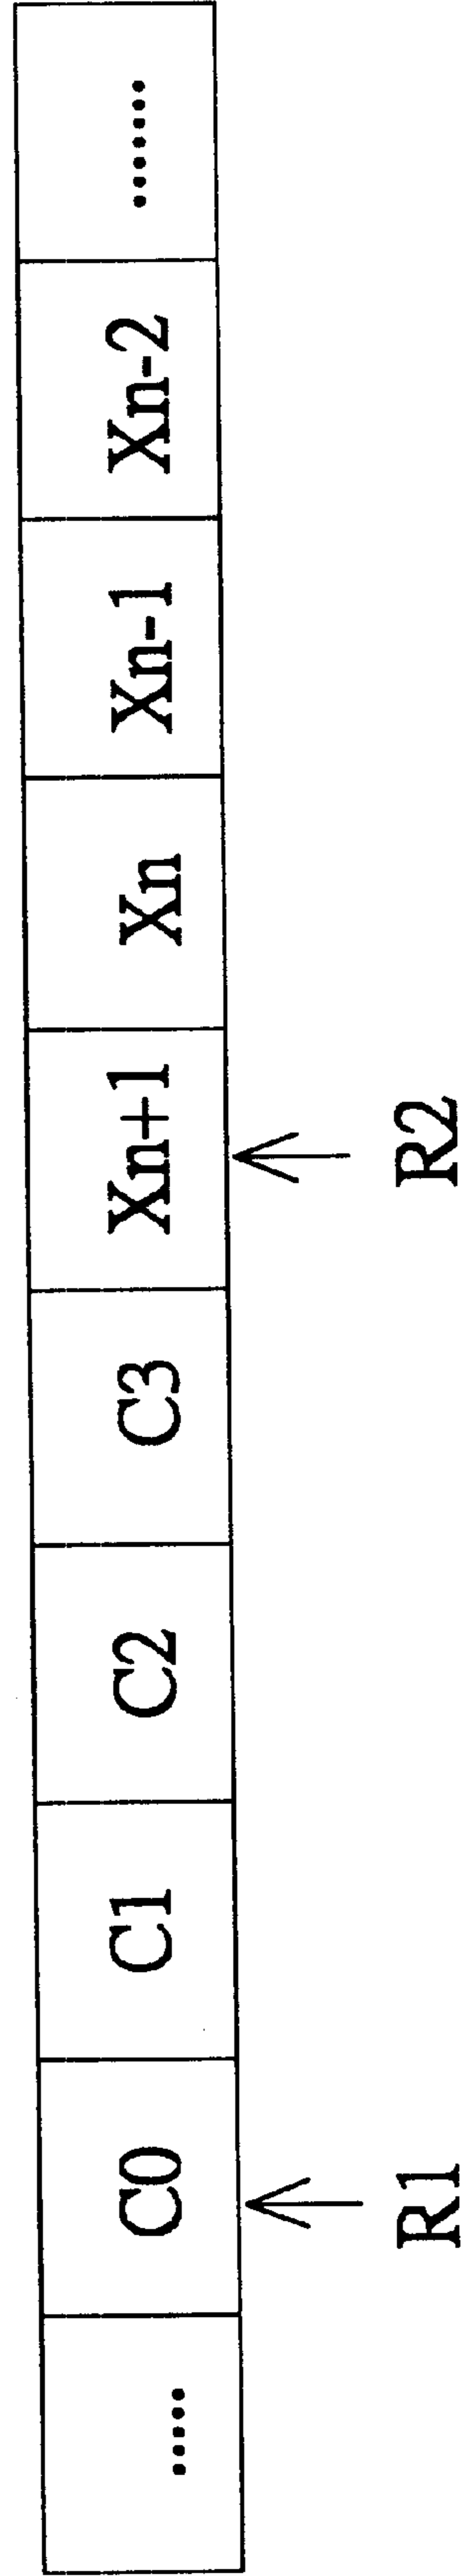 ..... C0 C1 C2 C3 Xn+1 Xn Xn-1 Xn-2 .......
R1 R2